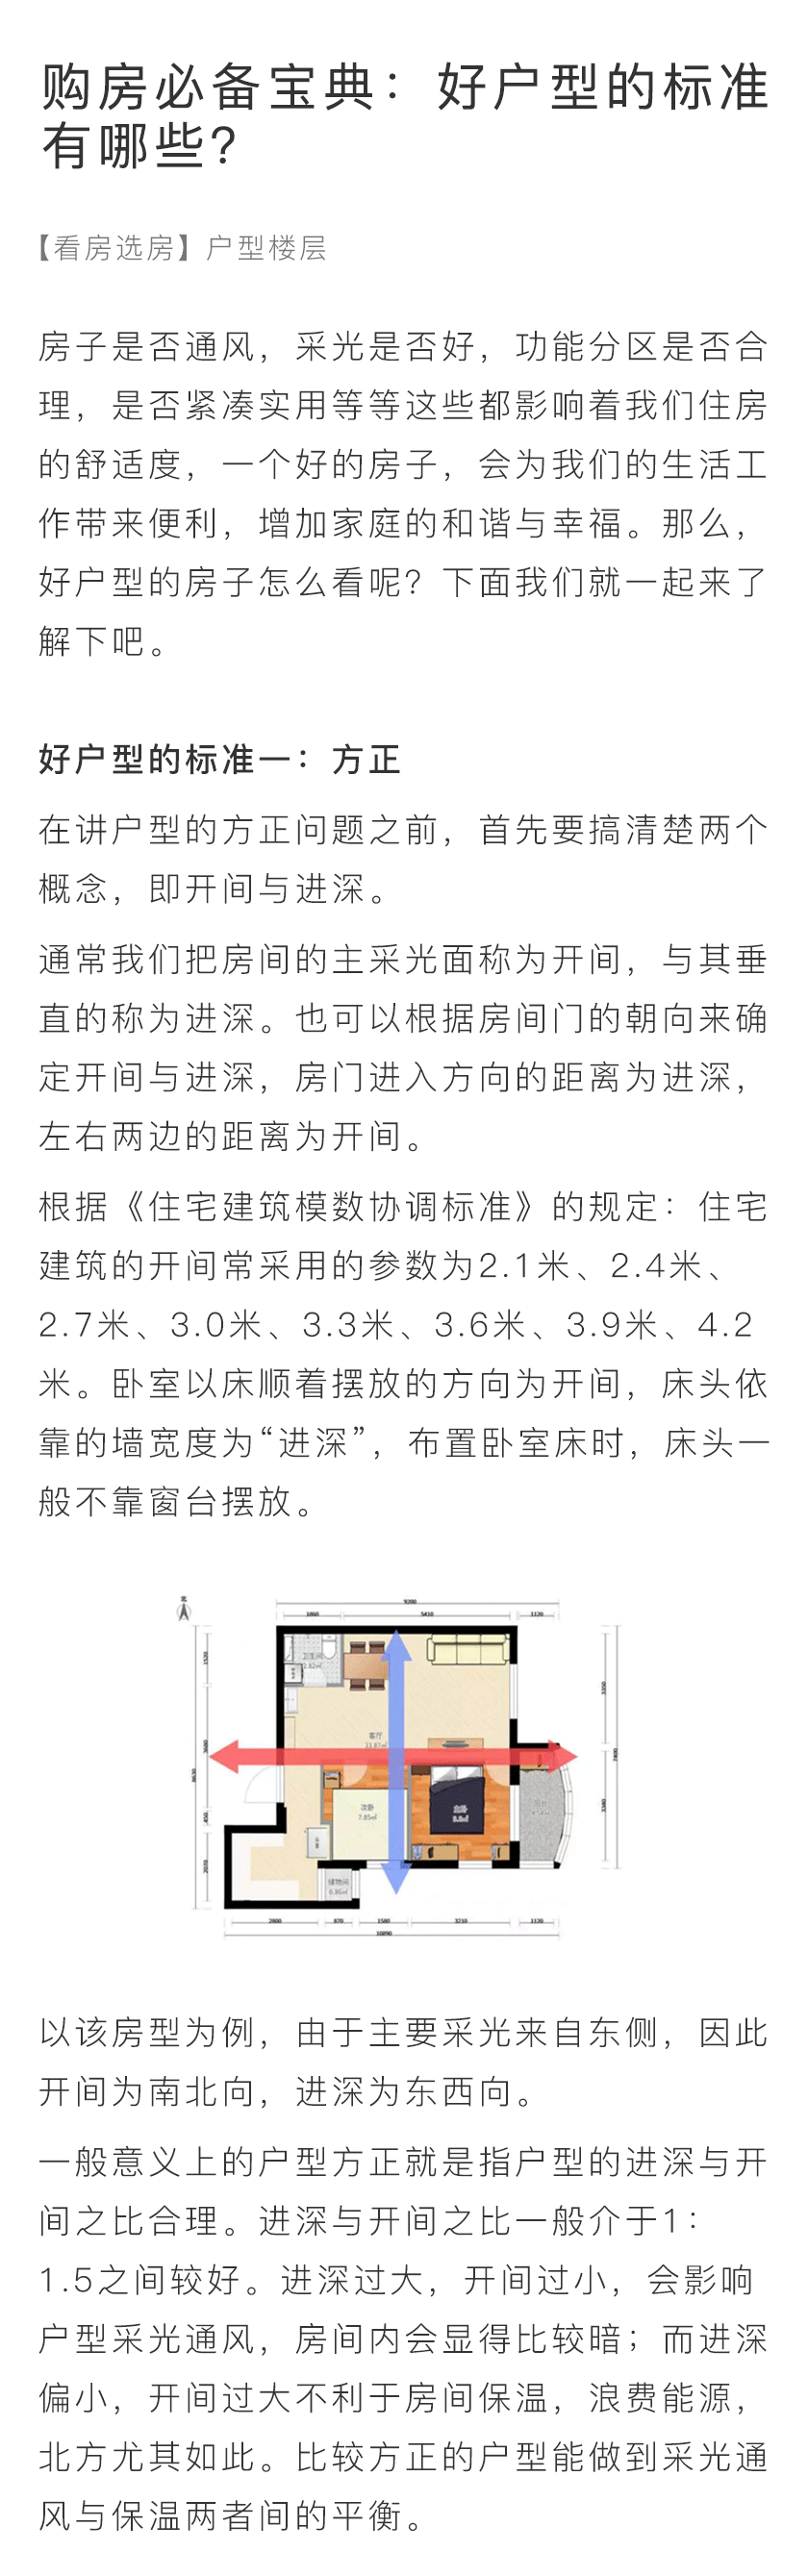 购房必备宝典：好户型的标准
有哪些？
【看房选房】户型楼层
房子是否通风，采光是否好，功能分区是否合
理，是否紧凑实用等等这些都影响着我们住房
的舒适度，一个好的房子，会为我们的生活工
作带来便利，增加家庭的和谐与幸福。那么，
好户型的房子怎么看呢？下面我们就一起来了
解下吧。
好户型的标准一：方正
在讲户型的方正问题之前，首先要搞清楚两个
概念，即开间与进深。
通常我们把房间的主采光面称为开间，与其垂
直的称为进深。也可以根据房间门的朝向来确
定开间与进深，房门进入方向的距离为进深，
左右两边的距离为开间。
根据《住宅建筑模数协调标准》的规定：住宅
建筑的开间常采用的参数为2.1米、2.4米、
2.7米、3.0米、3.3米、3.6米、3.9米、4.2
米。卧室以床顺着摆放的方向为开间，床头依
靠的墙宽度为“进深”，布置卧室床时，床头一
般不靠窗台摆放。
北
9200
1860 5410 1120
卫生间
客厅
次卧
7.85㎡
主卧
储物间
2800 870 1580 3210 1120
10890
以该房型为例，由于主要采光来自东侧，因此
开间为南北向，进深为东西向。
一般意义上的户型方正就是指户型的进深与开
间之比合理。进深与开间之比一般介于1：
1.5之间较好。进深过大，开间过小，会影响
户型采光通风，房间内会显得比较暗；而进深
偏小，开间过大不利于房间保温，浪费能源，
北方尤其如此。比较方正的户型能做到采光通
风与保温两者间的平衡。